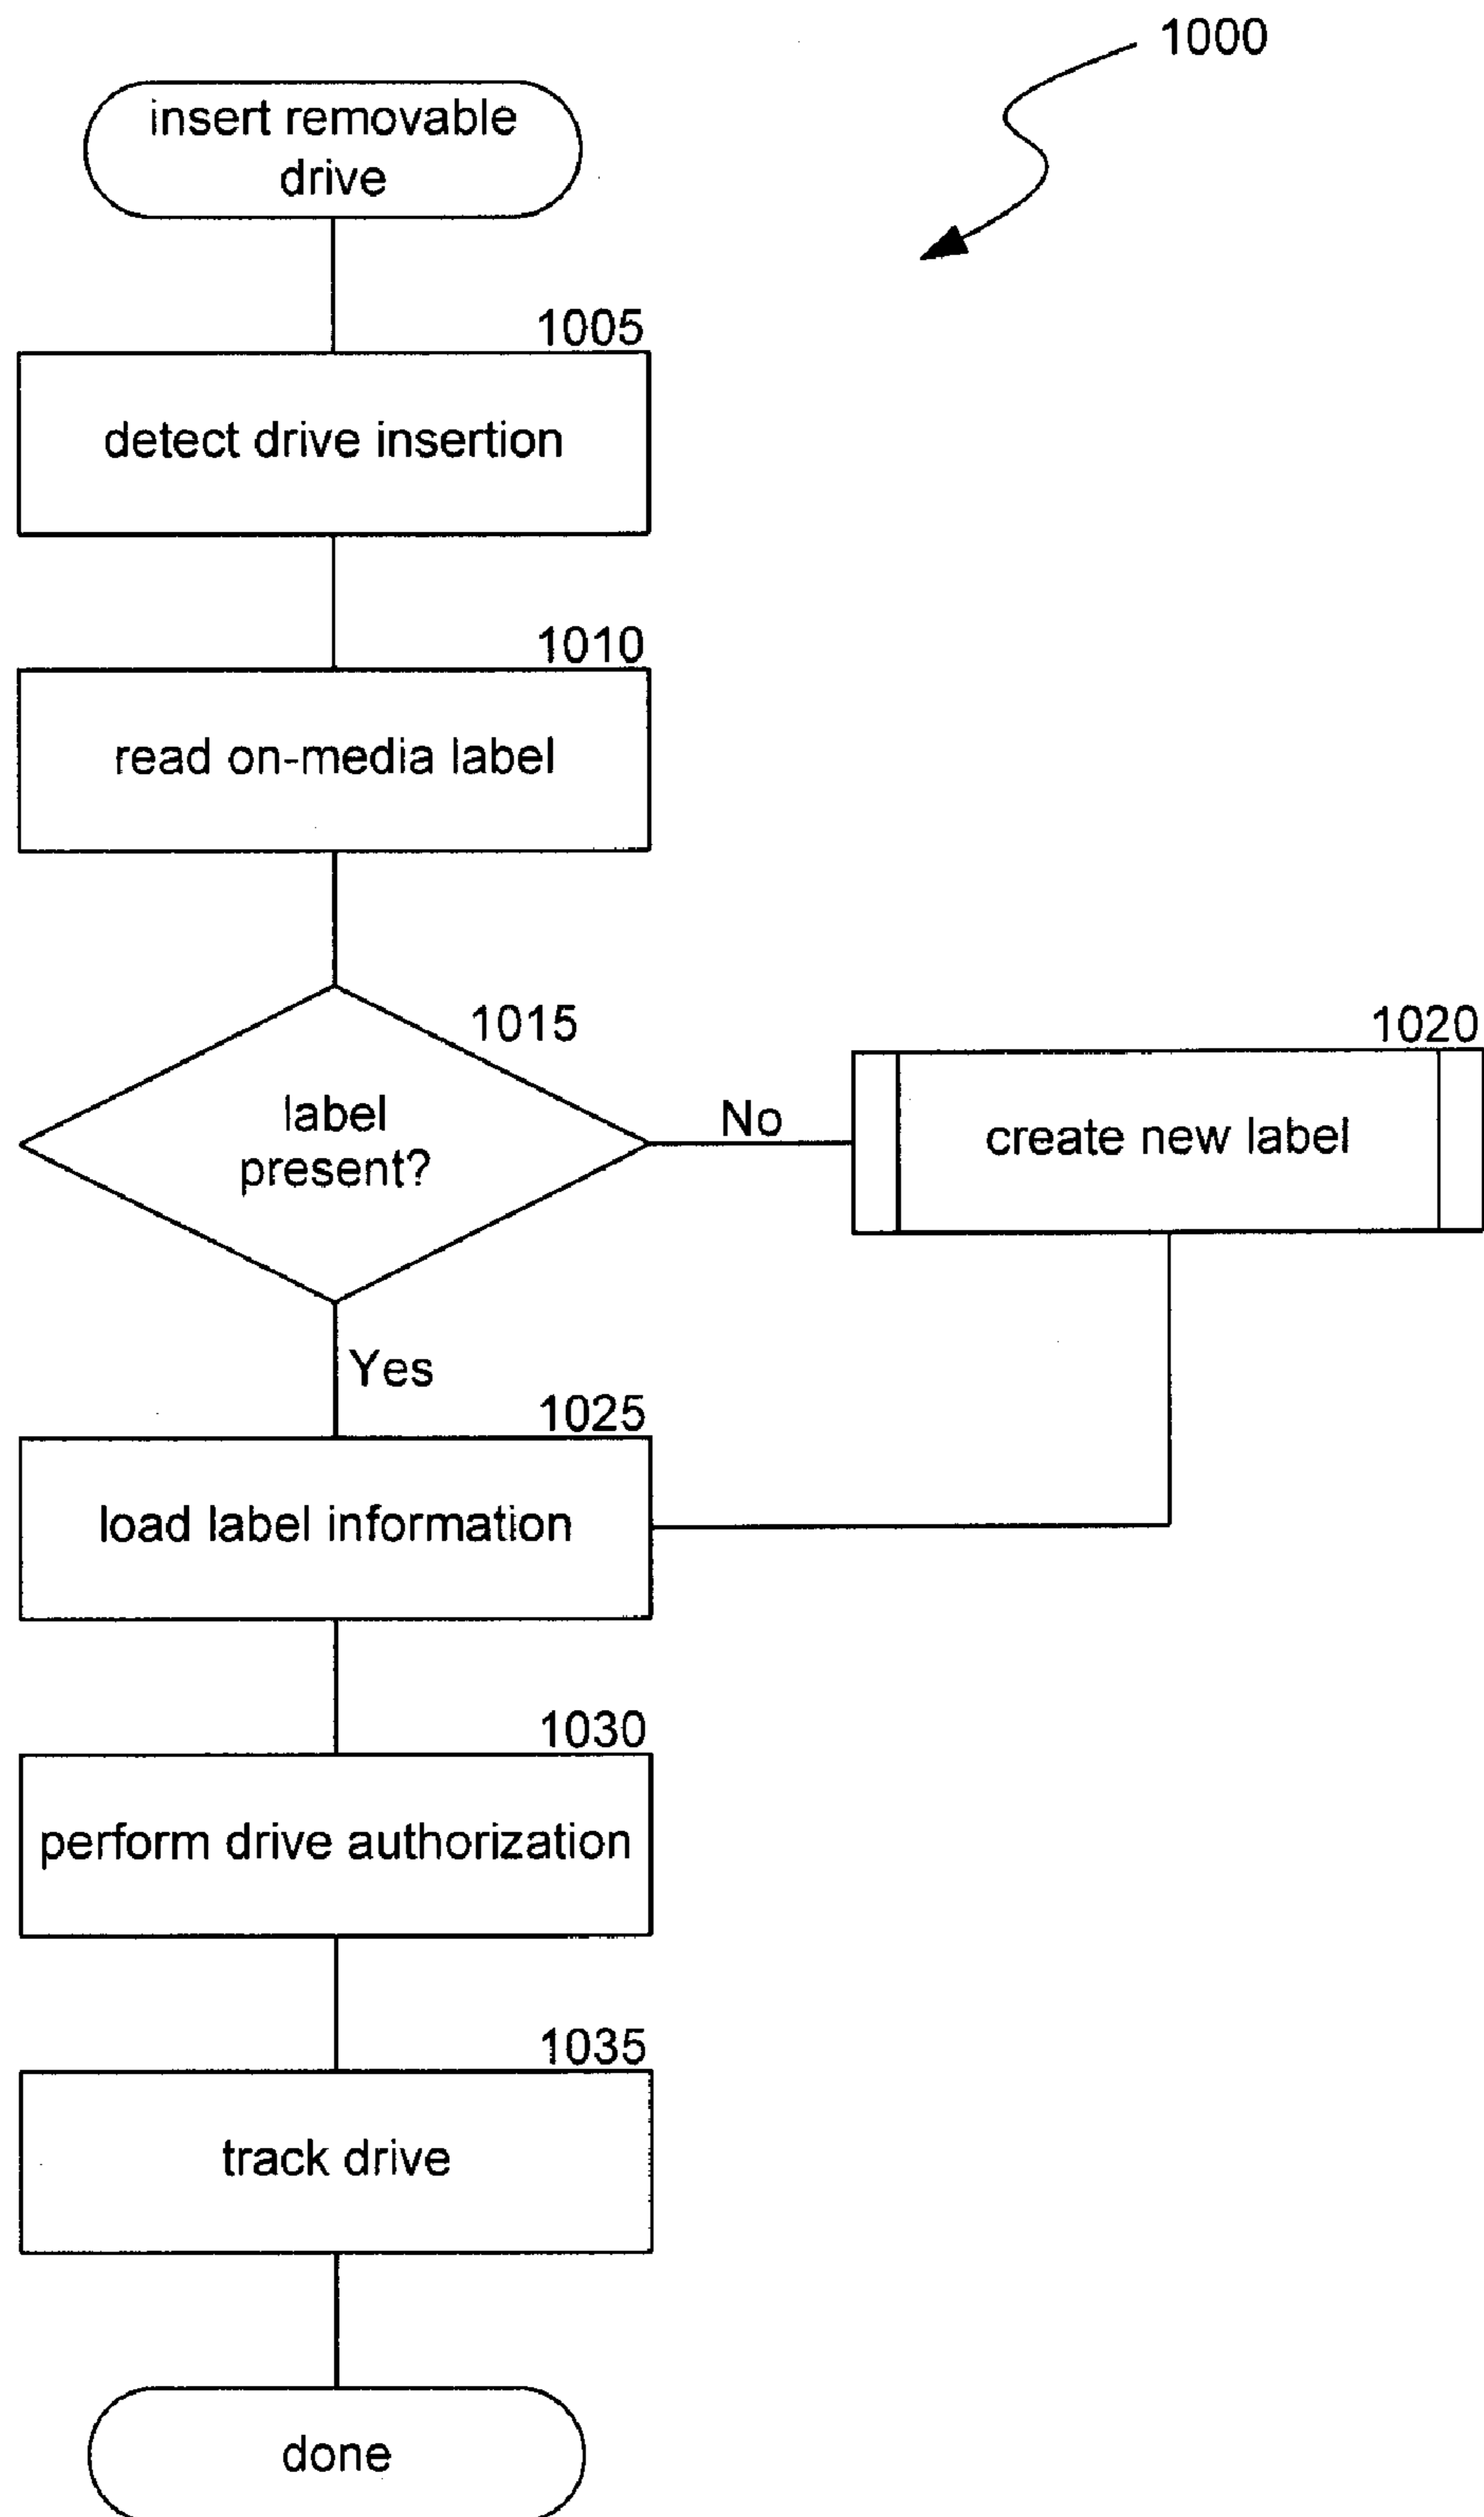 1000
insert removable
drive
1005
detect drive insertion
1010
read on-media label
1015
label
present?
No
1020
create new label
Yes
1025
load label information
1030
perform drive authorization
1035
track drive
done